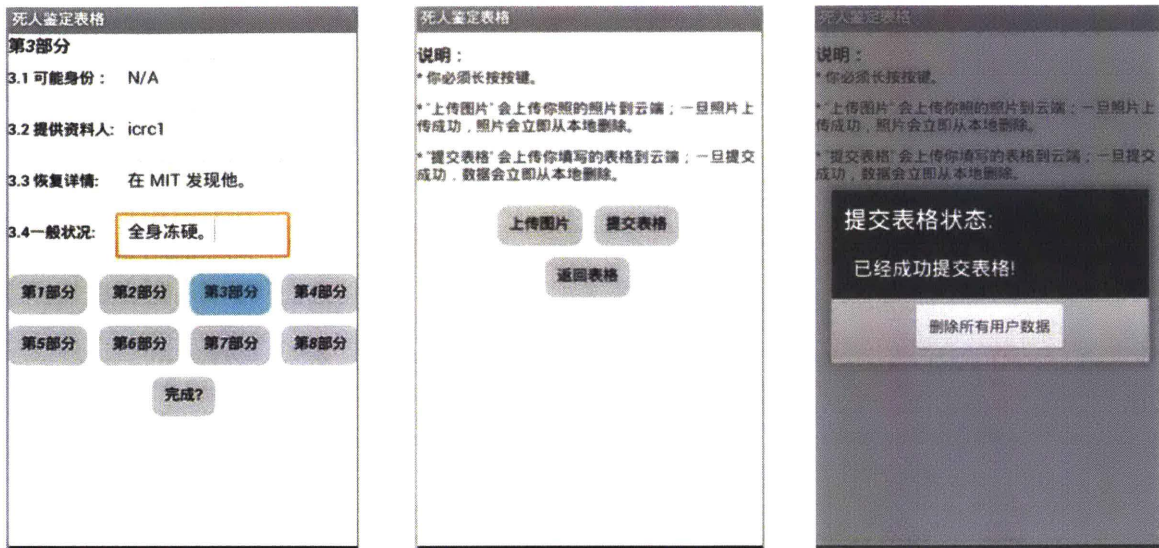 死人鉴定表格
第3部分
3.1 可能身份： N/A
3.2 提供资料人: icrc1
3.3 恢复详情: 在 MIT 发现他。
3.4一般状况: 全身冻硬。
第1部分 第2部分 第3部分 第4部分
第5部分 第6部分 第7部分 第8部分
完成?
死人鉴定表格
说明：
* 你必须长按按键。
* "上传图片" 会上传你照的照片到云端；一旦照片上
传成功，照片会立即从本地删除。
* "提交表格" 会上传你填写的表格到云端；一旦提交
成功，数据会立即从本地删除。
上传图片 提交表格
返回表格
死人鉴定表格
说明：
* 你必须长按按键。
* "上传图片" 会上传你照的照片到云端；一旦照片上
传成功，照片会立即从本地删除。
* "提交表格" 会上传你填写的表格到云端；一旦提交
成功，数据会立即从本地删除。
提交表格状态:
已经成功提交表格!
删除所有用户数据